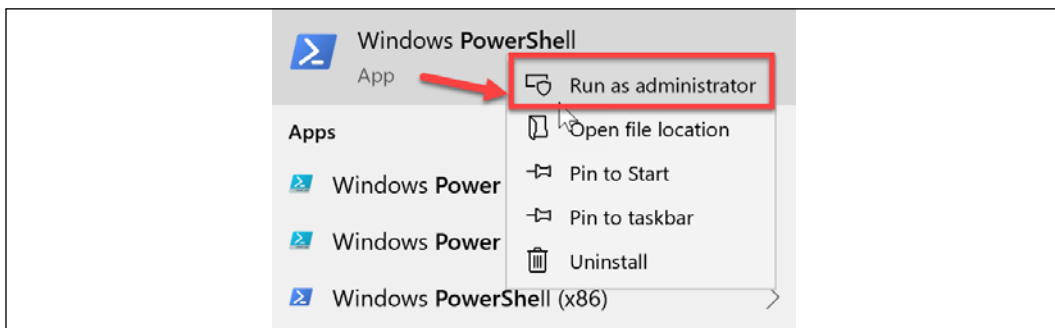 Windows PowerShell
App
Run as administrator
Apps
Open file location
Windows Power
Pin to Start
Windows Power
Pin to taskbar
Uninstall
Windows PowerShell (x86)